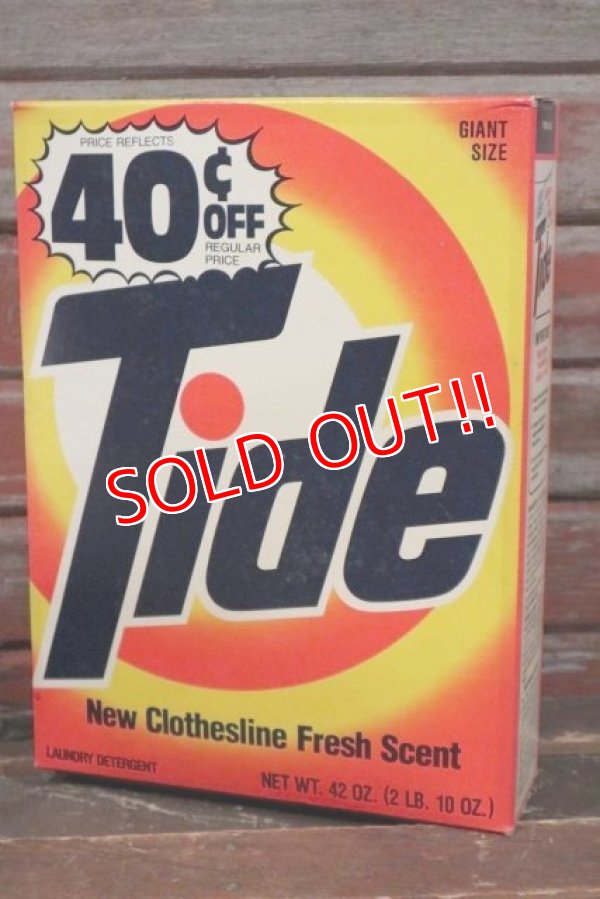 PRICE REFLECTS
40¢ OFF
REGULAR
PRICE
GIANT
SIZE
Tide
SOLD OUT!!
New Clothesline Fresh Scent
LAUNDRY DETERGENT
NET WT. 42 OZ. (2 LB. 10 OZ.)
Tide